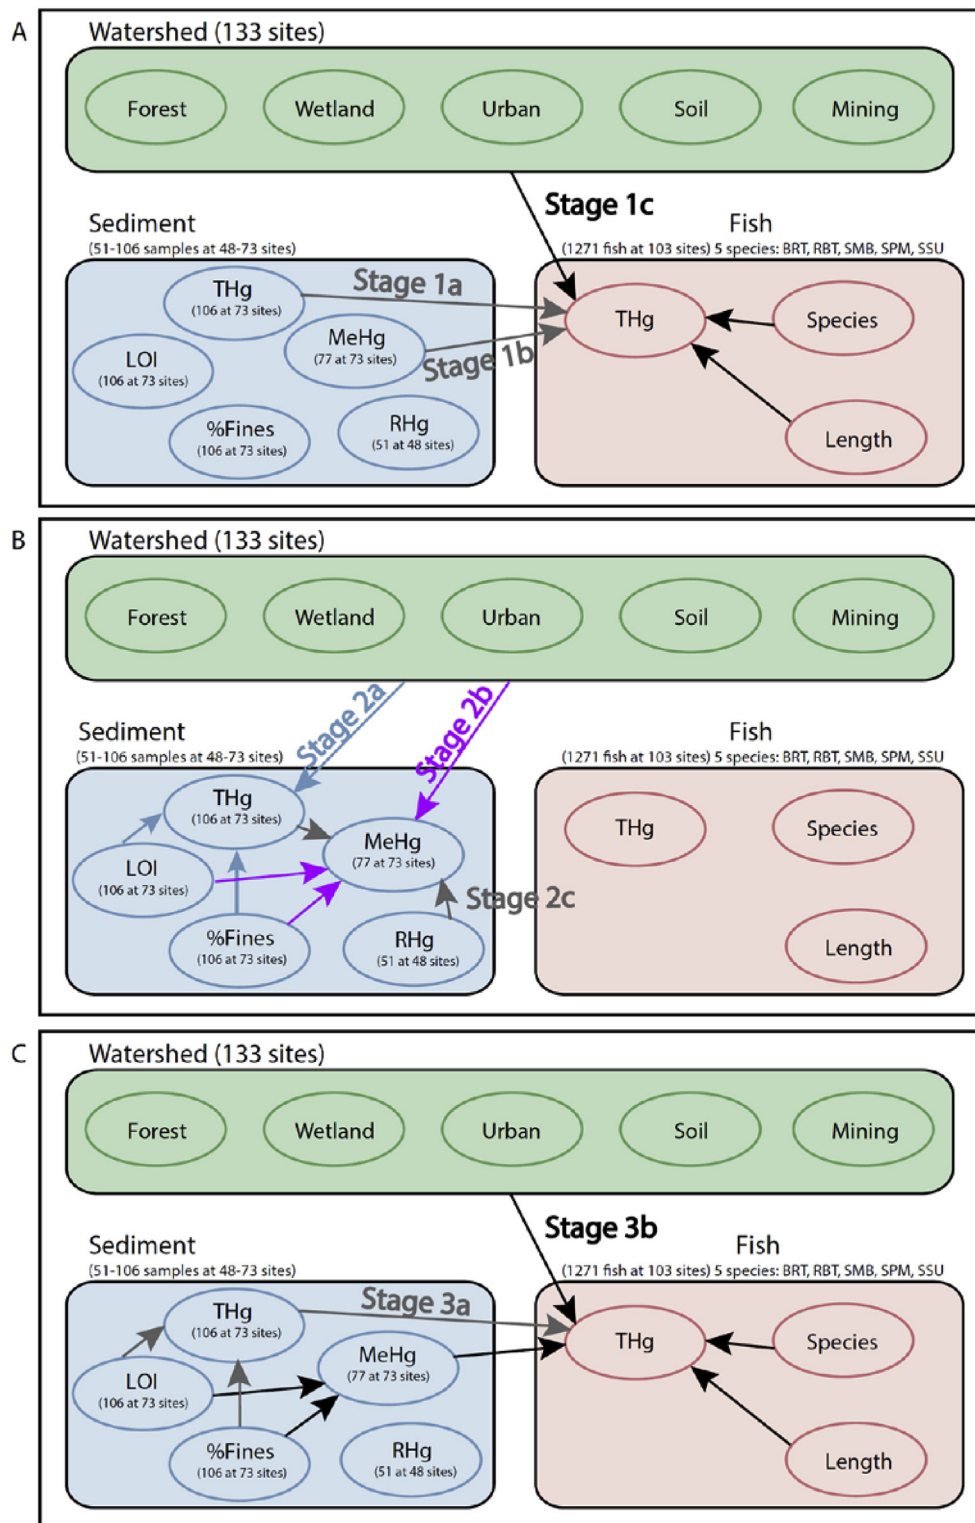 A
Watershed (133 sites)
Forest
Wetland
Urban
Soil
Mining
Stage 1c
Sediment
(51-106 samples at 48-73 sites)
Fish
(1271 fish at 103 sites) 5 species: BRT, RBT, SMB, SPM, SSU
THg
(106 at 73 sites)
Stage 1a
MeHg
(77 at 73 sites)
Stage 1b
LOI
(106 at 73 sites)
%Fines
(106 at 73 sites)
RHg
(51 at 48 sites)
THg
Species
Length
B
Watershed (133 sites)
Forest
Wetland
Urban
Soil
Mining
Stage 2a
Stage 2b
Sediment
(51-106 samples at 48-73 sites)
Fish
(1271 fish at 103 sites) 5 species: BRT, RBT, SMB, SPM, SSU
THg
(106 at 73 sites)
MeHg
(77 at 73 sites)
LOI
(106 at 73 sites)
Stage 2c
%Fines
(106 at 73 sites)
RHg
(51 at 48 sites)
THg
Species
Length
C
Watershed (133 sites)
Forest
Wetland
Urban
Soil
Mining
Stage 3b
Sediment
(51-106 samples at 48-73 sites)
Fish
(1271 fish at 103 sites) 5 species: BRT, RBT, SMB, SPM, SSU
THg
(106 at 73 sites)
Stage 3a
MeHg
(77 at 73 sites)
LOI
(106 at 73 sites)
%Fines
(106 at 73 sites)
RHg
(51 at 48 sites)
THg
Species
Length